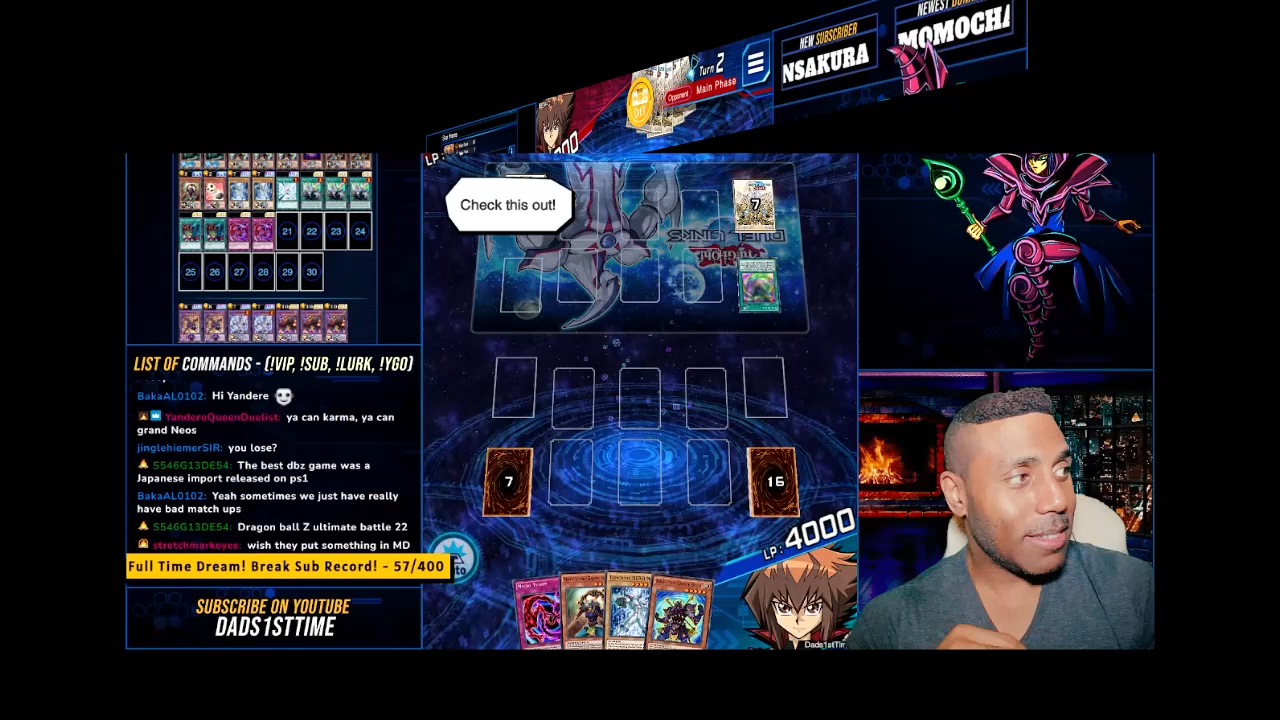 NEW SUBSCRIBER
NSAKURA
NEWEST
MOMOCHA
Turn 2
Opponent
Main Phase
LP:
Check this out!
7
DUEL LINKS
Yu-Gi-Oh!
21 22 23 24
25 26 27 28 29 30
LIST OF COMMANDS - (!VIP, !SUB, !LURK, !YGO)
BakaAL0102: Hi Yandere
YandereQueenDuelist: ya can karma, ya can
grand Neos
jinglehiemerSIR: you lose?
S546G13DE54: The best dbz game was a
Japanese import released on ps1
BakaAL0102: Yeah sometimes we just have really
have bad match ups
S546G13DE54: Dragon ball Z ultimate battle 22
stretchmarkeyes: wish they put something in MD
Full Time Dream! Break Sub Record! - 57/400
SUBSCRIBE ON YOUTUBE
DADS1STTIME
7
16
LP: 4000
Dads1stTim